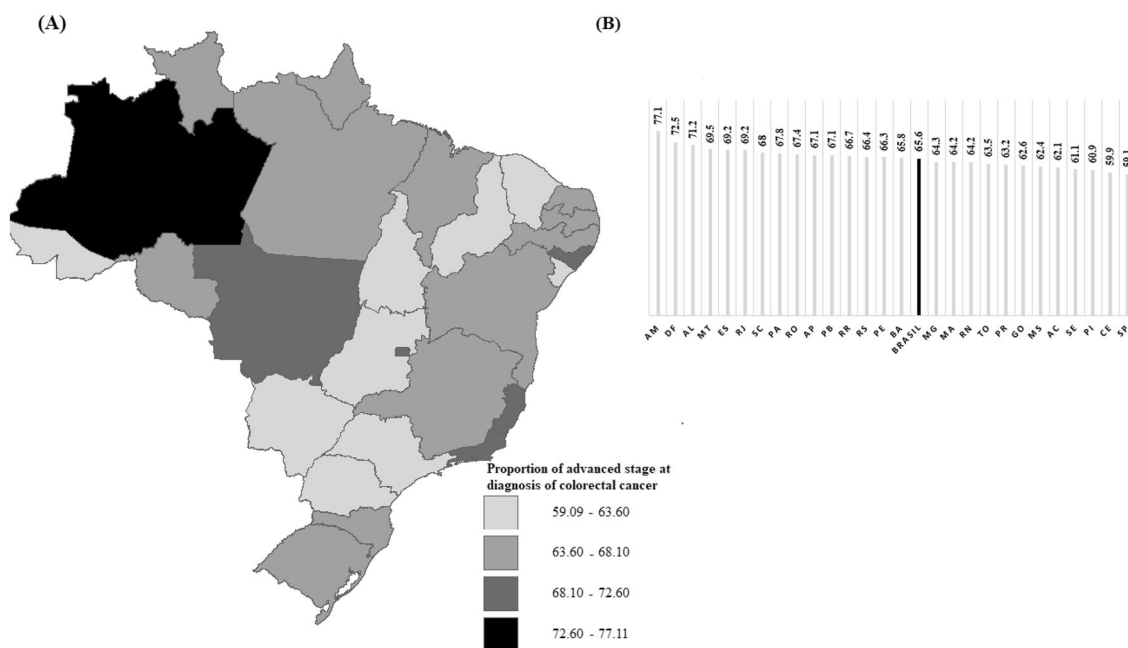 (A)
(B)
77.1
72.5
71.2
69.5
69.2
69.2
68
67.8
67.4
67.1
67.1
66.7
66.4
66.3
65.8
65.6
64.3
64.2
64.2
63.5
63.2
62.6
62.4
62.1
61.1
60.9
59.9
59.1
AM
DF
AL
MT
ES
RJ
SC
PA
RO
AP
PB
RR
RS
PE
BA
BRASIL
MG
MA
RN
TO
PR
GO
MS
AC
SE
PI
CE
SP
Proportion of advanced stage at
diagnosis of colorectal cancer
59.09 - 63.60
63.60 - 68.10
68.10 - 72.60
72.60 - 77.11